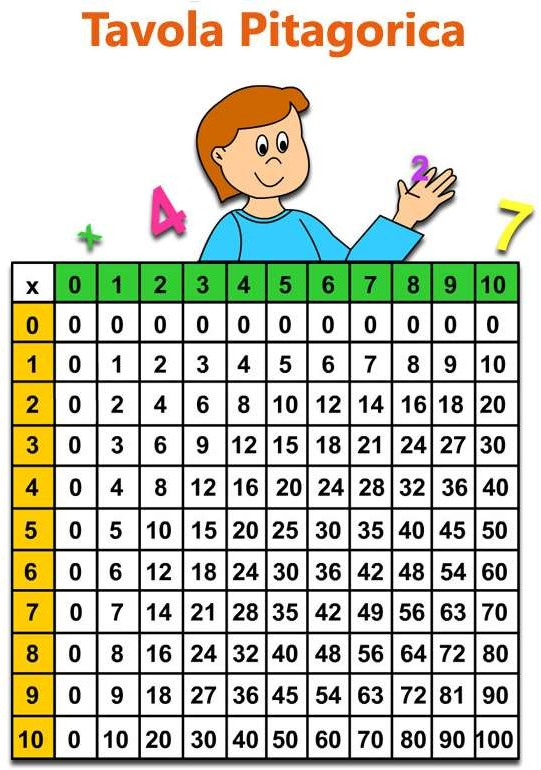 Tavola Pitagorica
2
4
7
+
x 0 1 2 3 4 5 6 7 8 9 10
0 0 0 0 0 0 0 0 0 0 0 0
1 0 1 2 3 4 5 6 7 8 9 10
2 0 2 4 6 8 10 12 14 16 18 20
3 0 3 6 9 12 15 18 21 24 27 30
4 0 4 8 12 16 20 24 28 32 36 40
5 0 5 10 15 20 25 30 35 40 45 50
6 0 6 12 18 24 30 36 42 48 54 60
7 0 7 14 21 28 35 42 49 56 63 70
8 0 8 16 24 32 40 48 56 64 72 80
9 0 9 18 27 36 45 54 63 72 81 90
10 0 10 20 30 40 50 60 70 80 90 100